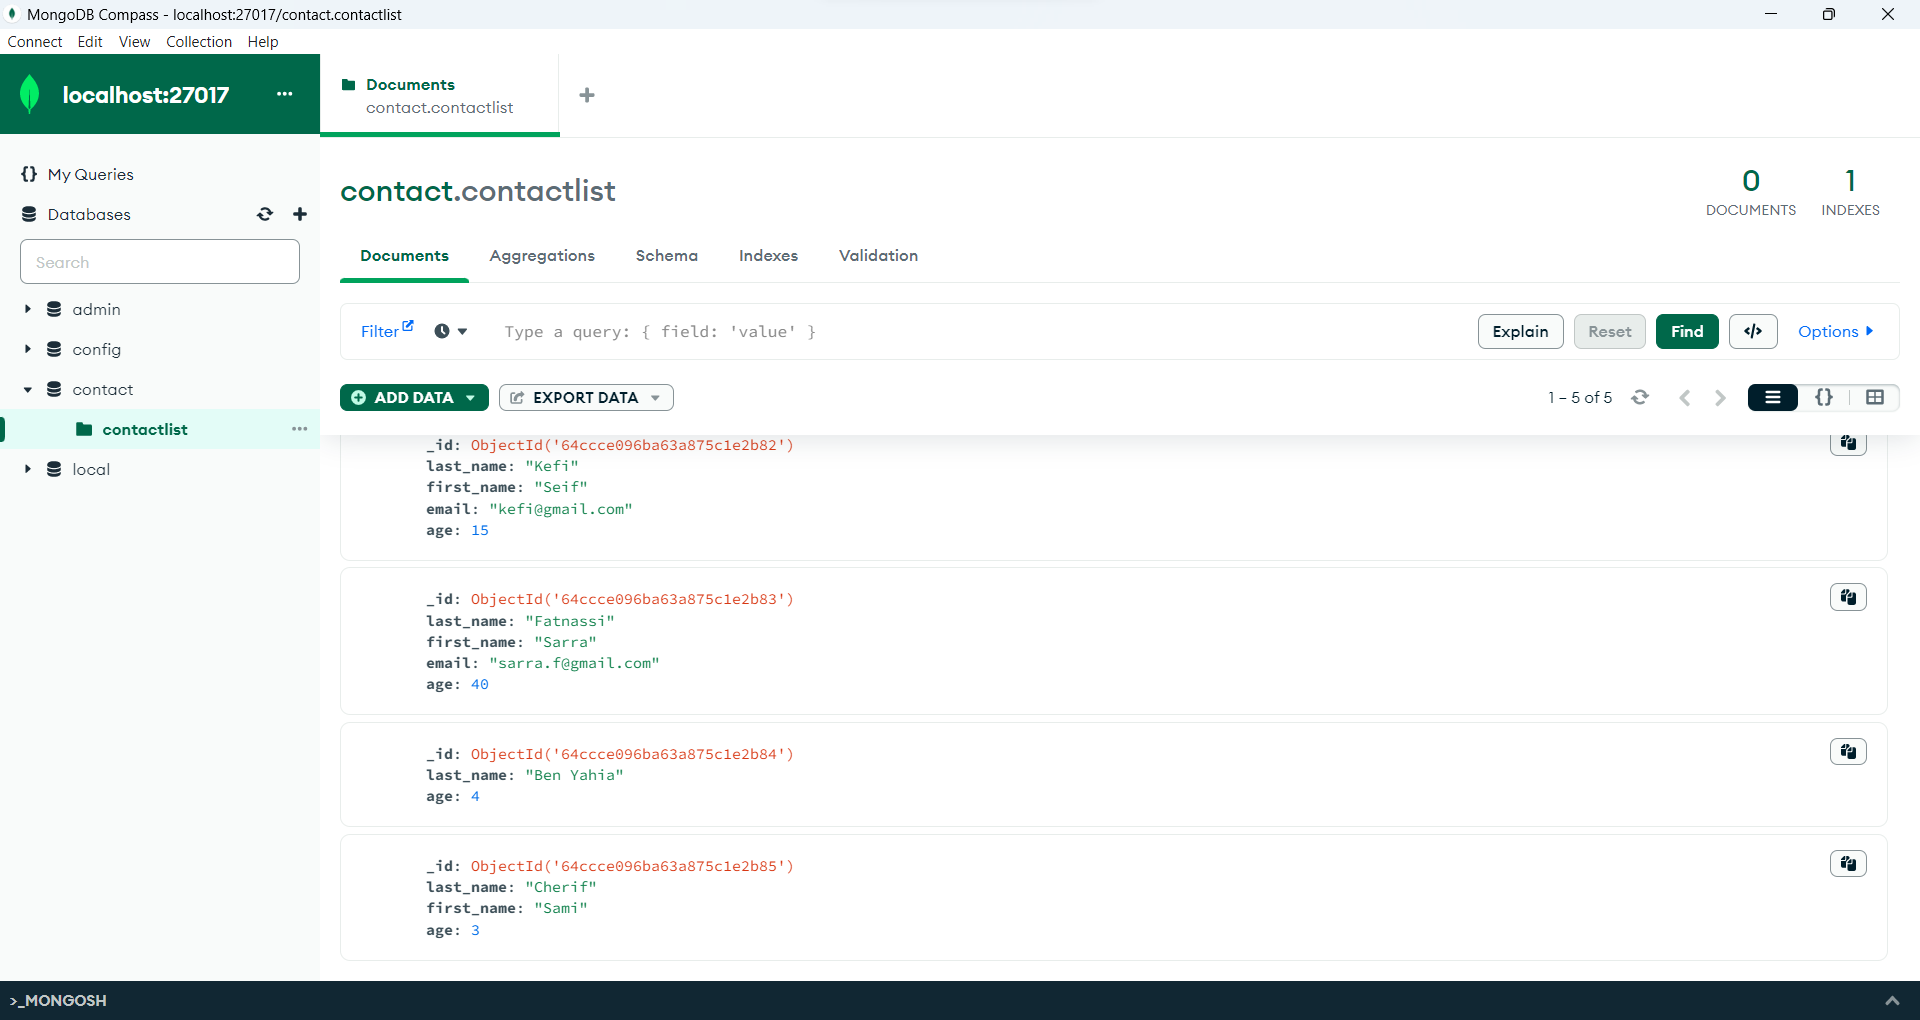 MongoDB Compass - localhost:27017/contact.contactlist
Connect Edit View Collection Help
localhost:27017 ...
Documents
contact.contactlist
My Queries
Databases
Search
admin
config
contact
contactlist
local
contact.contactlist
0
DOCUMENTS
1
INDEXES
Documents Aggregations Schema Indexes Validation
Filter Type a query: { field: 'value' } Explain Reset Find </> Options
ADD DATA EXPORT DATA 1 – 5 of 5 {}
_id: ObjectId('64ccce096ba63a875c1e2b82')
last_name: "Kefi"
first_name: "Seif"
email: "kefi@gmail.com"
age: 15
_id: ObjectId('64ccce096ba63a875c1e2b83')
last_name: "Fatnassi"
first_name: "Sarra"
email: "sarra.f@gmail.com"
age: 40
_id: ObjectId('64ccce096ba63a875c1e2b84')
last_name: "Ben Yahia"
age: 4
_id: ObjectId('64ccce096ba63a875c1e2b85')
last_name: "Cherif"
first_name: "Sami"
age: 3
>_MONGOSH